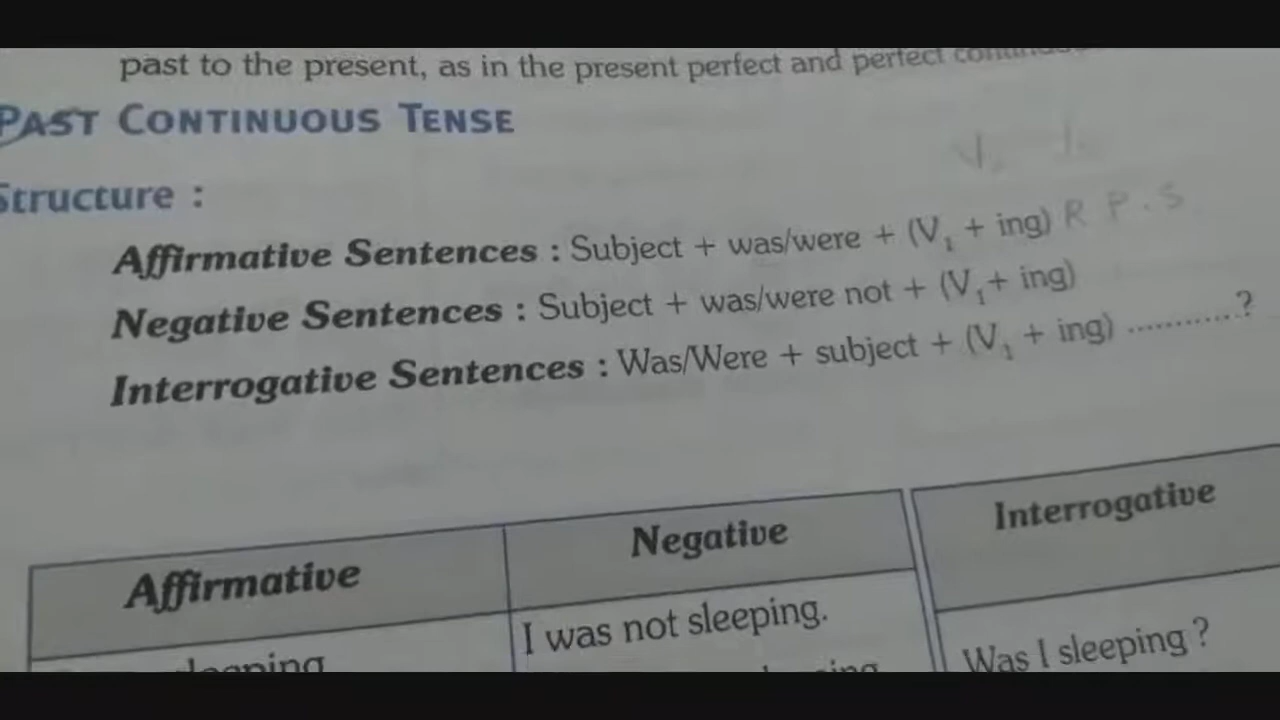 past to the present, as in the present perfect and perfect
PAST CONTINUOUS TENSE
Structure :
Affirmative Sentences : Subject + was/were + (V₁ + ing) R P . S
Negative Sentences : Subject + was/were not + (V₁+ ing)
Interrogative Sentences : Was/Were + subject + (V₁ + ing) ............?
Affirmative
Negative
Interrogative
I was not sleeping.
Was I sleeping ?